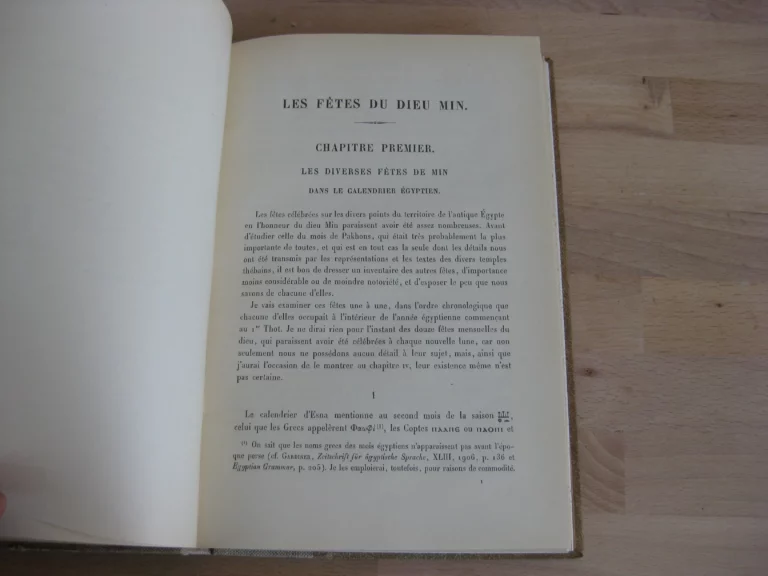 LES FÊTES DU DIEU MIN.
CHAPITRE PREMIER.
LES DIVERSES FÊTES DE MIN
DANS LE CALENDRIER ÉGYPTIEN.
Les fêtes célébrées sur les divers points du territoire de l'antique Égypte
en l'honneur du dieu Min paraissent avoir été assez nombreuses. Avant
d'étudier celle du mois de Pakhons, qui était très probablement la plus
importante de toutes, et qui est en tout cas la seule dont les détails nous
ont été transmis par les représentations et les textes des divers temples
thébains, il est bon de dresser un inventaire des autres fêtes, d'importance
moins considérable ou de moindre notoriété, et d'exposer le peu que nous
savons de chacune d'elles.
Je vais examiner ces fêtes une à une, dans l'ordre chronologique que
chacune d'elles occupait à l'intérieur de l'année égyptienne commençant
au 1er Thot. Je ne dirai rien pour l'instant des douze fêtes mensuelles du
dieu, qui paraissent avoir été célébrées à chaque nouvelle lune, car non
seulement nous ne possédons aucun détail à leur sujet, mais, ainsi que
j'aurai l'occasion de le montrer au chapitre IV, leur existence même n'est
pas certaine.
I
Le calendrier d'Esna mentionne au second mois de la saison
celui que les Grecs appelèrent Φαωφί (1), les Coptes ⲡⲁⲁⲡⲉ ou ⲡⲁⲟⲡⲓ et
(1) On sait que les noms grecs des mois égyptiens n'apparaissent pas avant l'épo-
que perse (cf. GARDINER, Zeitschrift für ägyptische Sprache, XLIII, 1906, p. 136 et
Egyptian Grammar, p. 205). Je les emploierai, toutefois, pour raisons de commodité.
1